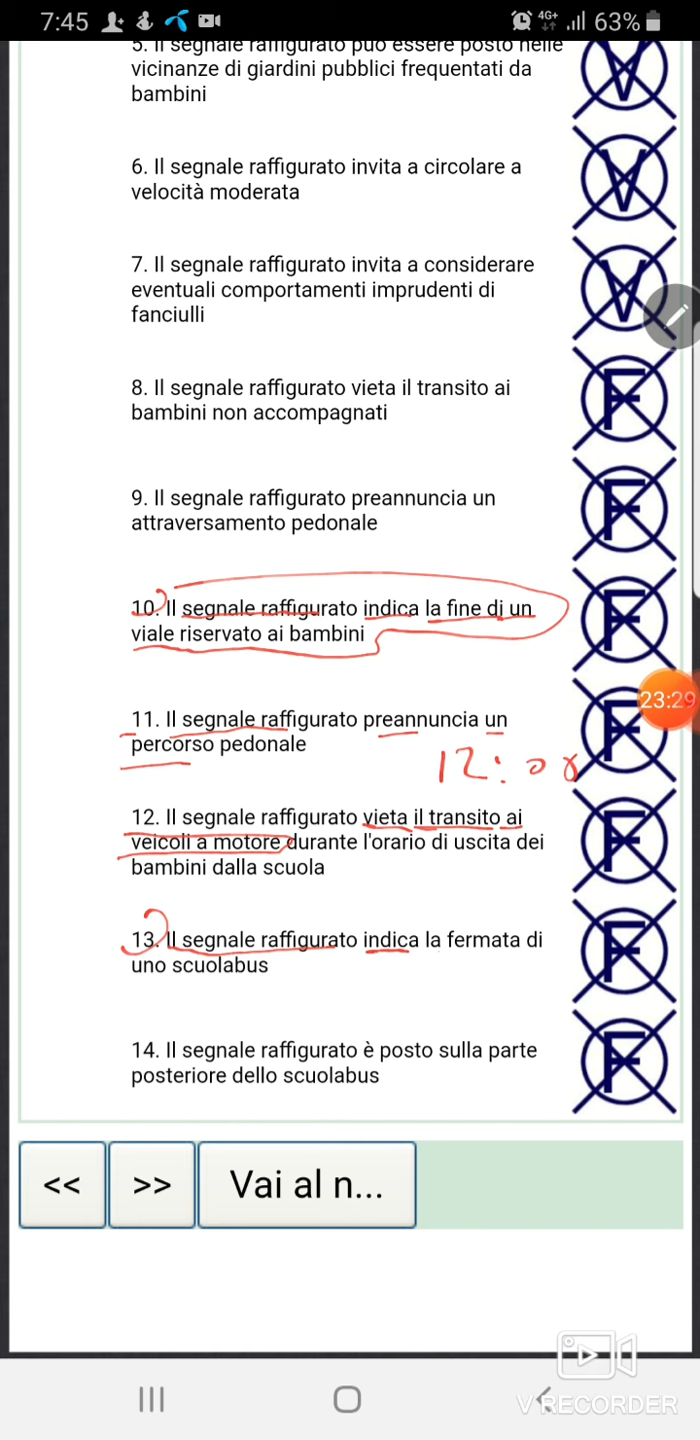 7:45
4G+
63%
5. Il segnale raffigurato può essere posto nelle
vicinanze di giardini pubblici frequentati da
bambini
V
6. Il segnale raffigurato invita a circolare a
velocità moderata
V
7. Il segnale raffigurato invita a considerare
eventuali comportamenti imprudenti di
fanciulli
V
8. Il segnale raffigurato vieta il transito ai
bambini non accompagnati
F
9. Il segnale raffigurato preannuncia un
attraversamento pedonale
F
10. Il segnale raffigurato indica la fine di un
viale riservato ai bambini
F
23:29
11. Il segnale raffigurato preannuncia un
percorso pedonale
F
12:00
12. Il segnale raffigurato vieta il transito ai
veicoli a motore durante l'orario di uscita dei
bambini dalla scuola
F
13. Il segnale raffigurato indica la fermata di
uno scuolabus
F
14. Il segnale raffigurato è posto sulla parte
posteriore dello scuolabus
F
<< >> Vai al n...
V RECORDER